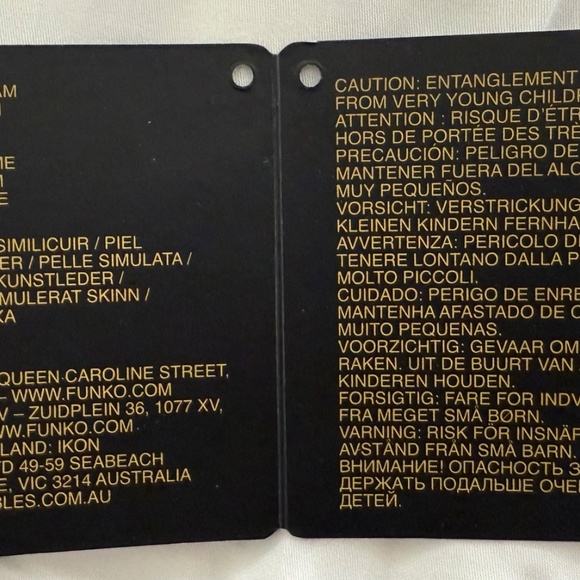 AM
ME
E
SIMILICUIR / PIEL
ER / PELLE SIMULATA /
KUNSTLEDER /
MULERAT SKINN /
KA
QUEEN CAROLINE STREET,
– WWW.FUNKO.COM
V – ZUIDPLEIN 36, 1077 XV,
WW.FUNKO.COM
LAND: IKON
TD 49-59 SEABEACH
E, VIC 3214 AUSTRALIA
BLES.COM.AU
CAUTION: ENTANGLEMENT
FROM VERY YOUNG CHILDRE
ATTENTION : RISQUE D'ÉTR
HORS DE PORTÉE DES TRÈ
PRECAUCIÓN: PELIGRO DE
MANTENER FUERA DEL ALC
MUY PEQUEÑOS.
VORSICHT: VERSTRICKUNG
KLEINEN KINDERN FERNHA
AVVERTENZA: PERICOLO D
TENERE LONTANO DALLA P
MOLTO PICCOLI.
CUIDADO: PERIGO DE ENRE
MANTENHA AFASTADO DE C
MUITO PEQUENAS.
VOORZICHTIG: GEVAAR OM
RAKEN. UIT DE BUURT VAN
KINDEREN HOUDEN.
FORSIGTIG: FARE FOR INDV
FRA MEGET SMÅ BØRN.
VARNING: RISK FÖR INSNÄF
AVSTÅND FRÅN SMÅ BARN.
ВНИМАНИЕ! ОПАСНОСТЬ З
ДЕРЖАТЬ ПОДАЛЬШЕ ОЧЕ
ДЕТЕЙ.